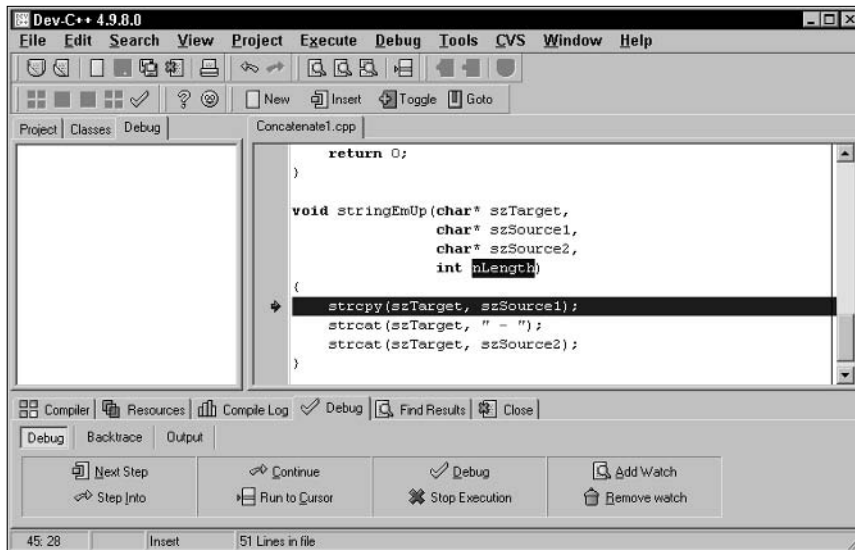 Dev-C++ 4.9.8.0
File Edit Search View Project Execute Debug Tools CVS Window Help
New Insert Toggle Goto
Project Classes Debug Concatenate1.cpp
return 0;
}
void stringEmUp(char* szTarget,
char* szSource1,
char* szSource2,
int nLength)
{
strcpy(szTarget, szSource1);
strcat(szTarget, " - ");
strcat(szTarget, szSource2);
}
Compiler Resources Compile Log Debug Find Results Close
Debug Backtrace Output
Next Step Continue Debug Add Watch
Step Into Run to Cursor Stop Execution Remove watch
45: 28 Insert 51 Lines in file